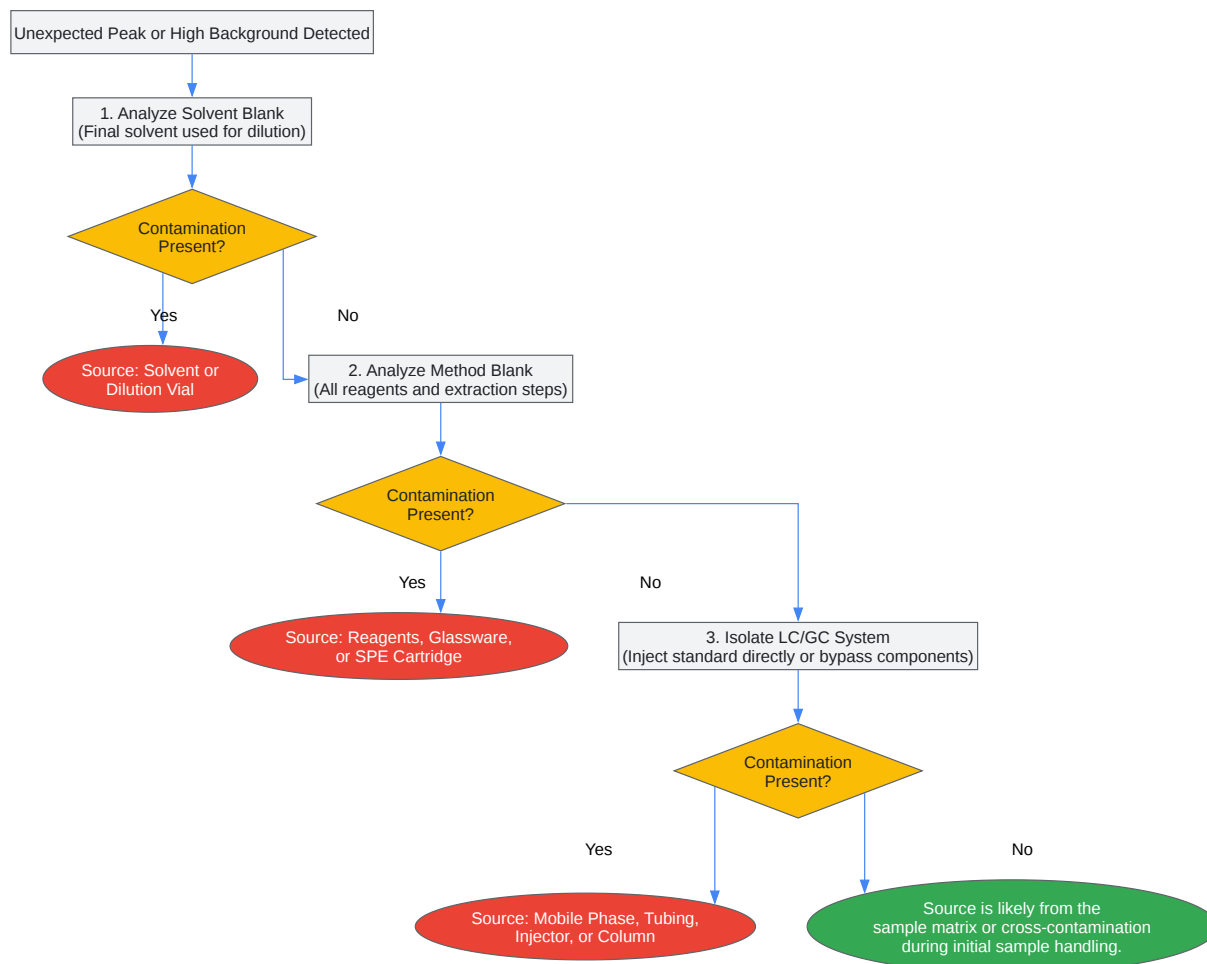 Unexpected Peak or High Background Detected
1. Analyze Solvent Blank
(Final solvent used for dilution)
Contamination
Present?
Yes
No
Source: Solvent or
Dilution Vial
2. Analyze Method Blank
(All reagents and extraction steps)
Contamination
Present?
Yes
No
Source: Reagents, Glassware,
or SPE Cartridge
3. Isolate LC/GC System
(Inject standard directly or bypass components)
Contamination
Present?
Yes
No
Source: Mobile Phase, Tubing,
Injector, or Column
Source is likely from the
sample matrix or cross-contamination
during initial sample handling.